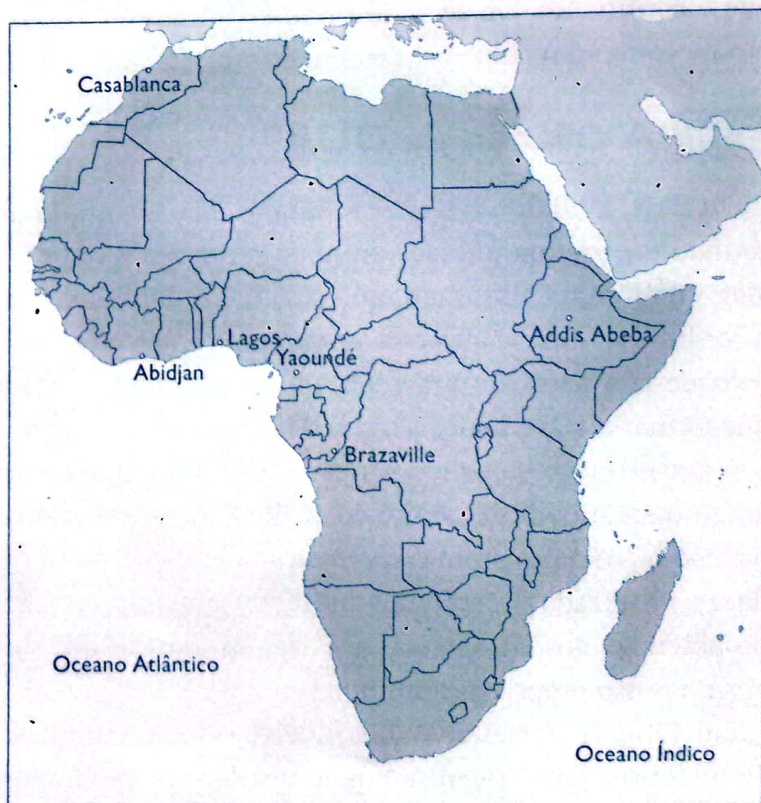 Casablanca
Lagos
Addis Abeba
Yaoundé
Abidjan
Brazaville
Oceano Atlântico
Oceano Índico